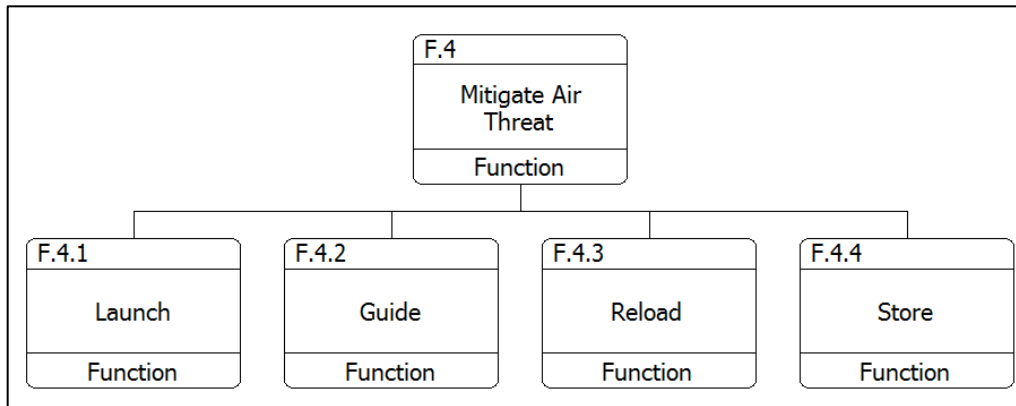 F.4
Mitigate Air
Threat
Function
F.4.1
Launch
Function
F.4.2
Guide
Function
F.4.3
Reload
Function
F.4.4
Store
Function